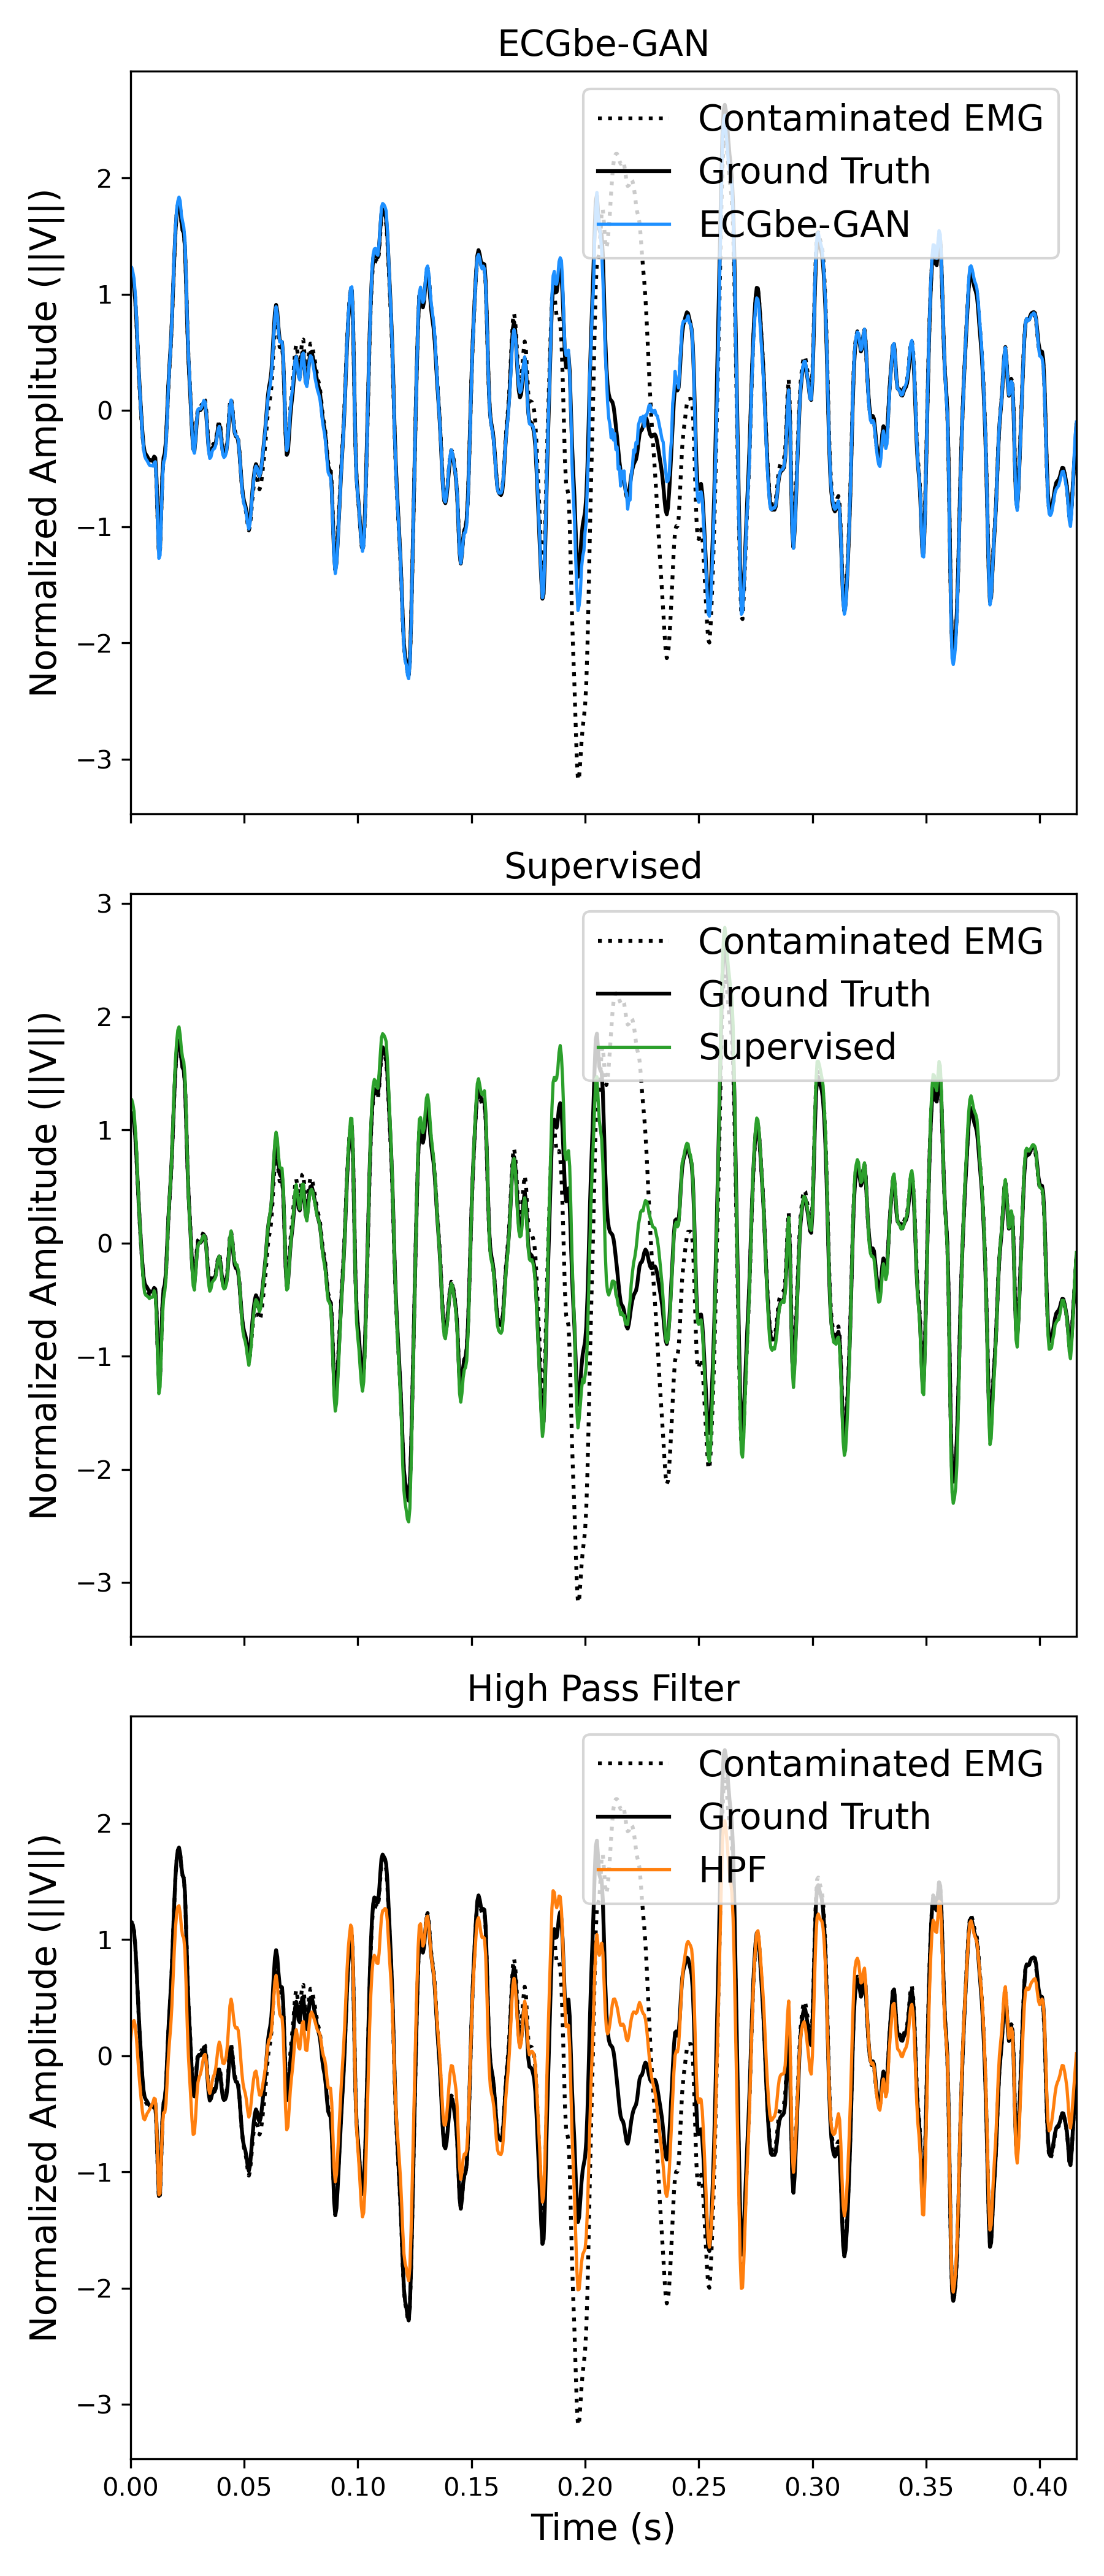 ECGbe-GAN
Contaminated EMG
Ground Truth
ECGbe-GAN
Normalized Amplitude (||V||)
2
1
0
−1
−2
−3
Supervised
Contaminated EMG
Ground Truth
Supervised
Normalized Amplitude (||V||)
3
2
1
0
−1
−2
−3
High Pass Filter
Contaminated EMG
Ground Truth
HPF
Normalized Amplitude (||V||)
2
1
0
−1
−2
−3
0.00 0.05 0.10 0.15 0.20 0.25 0.30 0.35 0.40
Time (s)